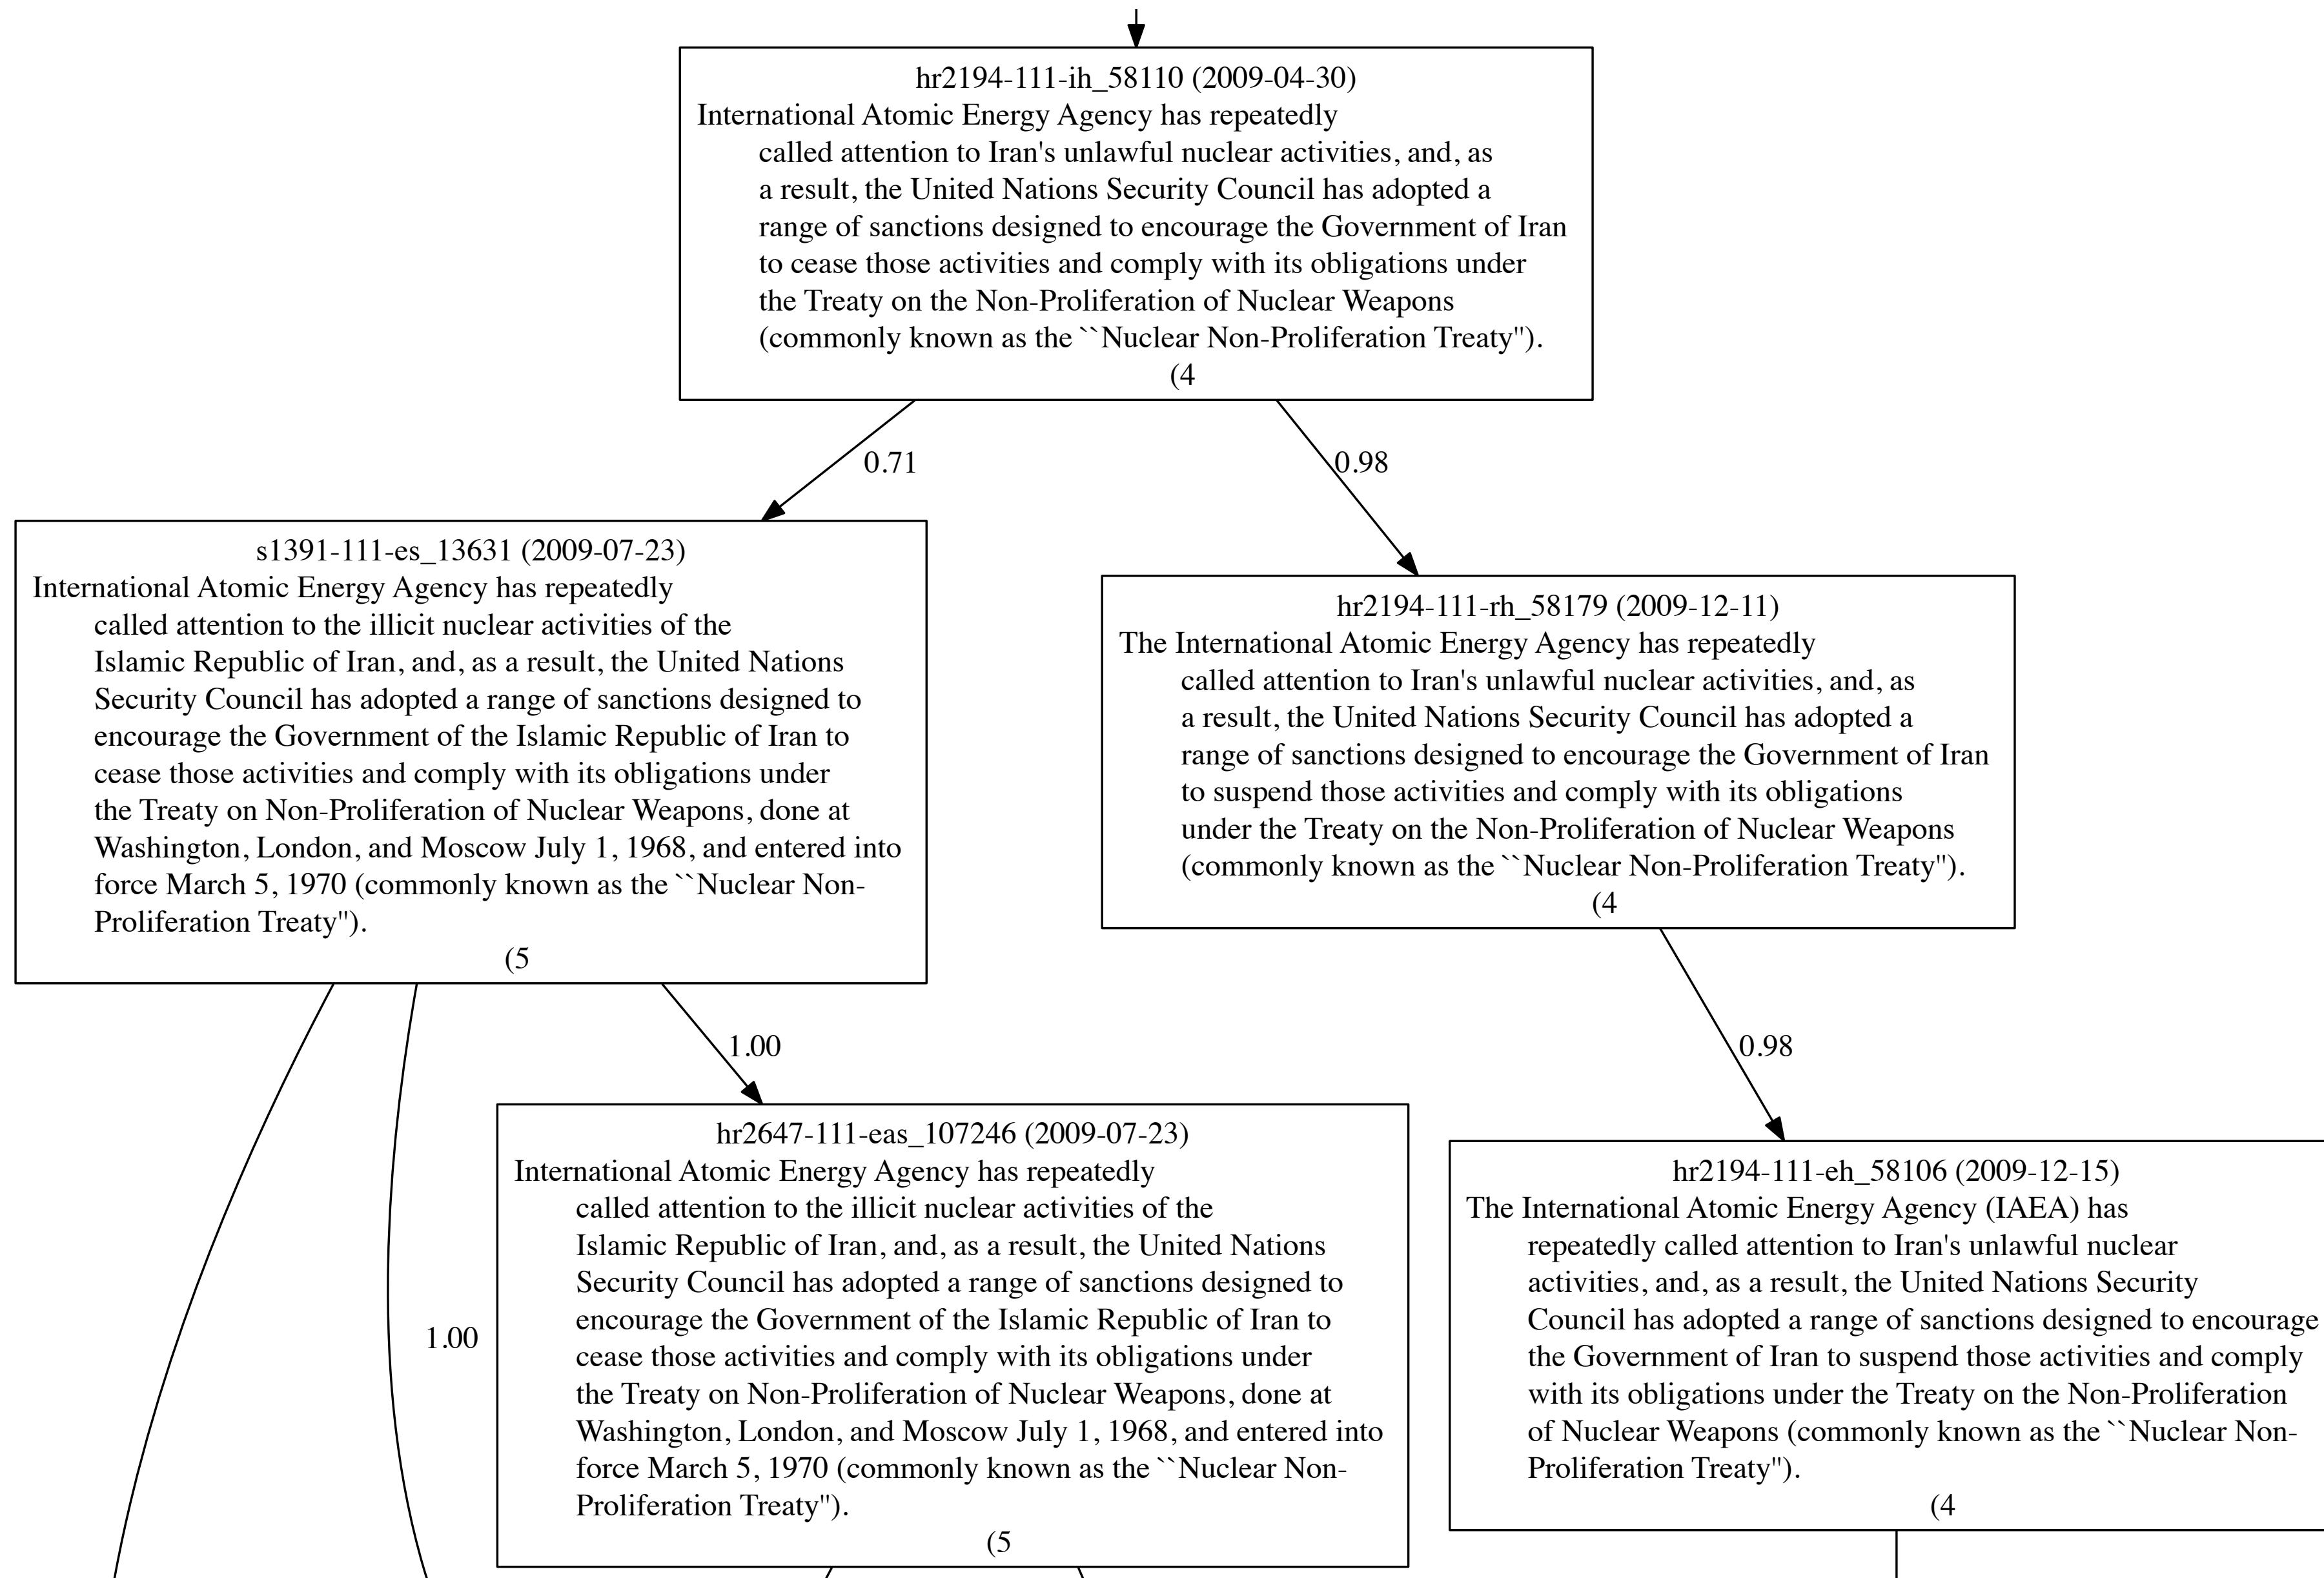 hr2194-111-ih_58110 (2009-04-30)
International Atomic Energy Agency has repeatedly
called attention to Iran's unlawful nuclear activities, and, as
a result, the United Nations Security Council has adopted a
range of sanctions designed to encourage the Government of Iran
to cease those activities and comply with its obligations under
the Treaty on the Non-Proliferation of Nuclear Weapons
(commonly known as the ``Nuclear Non-Proliferation Treaty'').
(4
0.71
0.98
s1391-111-es_13631 (2009-07-23)
International Atomic Energy Agency has repeatedly
called attention to the illicit nuclear activities of the
Islamic Republic of Iran, and, as a result, the United Nations
Security Council has adopted a range of sanctions designed to
encourage the Government of the Islamic Republic of Iran to
cease those activities and comply with its obligations under
the Treaty on Non-Proliferation of Nuclear Weapons, done at
Washington, London, and Moscow July 1, 1968, and entered into
force March 5, 1970 (commonly known as the ``Nuclear Non-
Proliferation Treaty'').
(5
hr2194-111-rh_58179 (2009-12-11)
The International Atomic Energy Agency has repeatedly
called attention to Iran's unlawful nuclear activities, and, as
a result, the United Nations Security Council has adopted a
range of sanctions designed to encourage the Government of Iran
to suspend those activities and comply with its obligations
under the Treaty on the Non-Proliferation of Nuclear Weapons
(commonly known as the ``Nuclear Non-Proliferation Treaty'').
(4
1.00
0.98
1.00
hr2647-111-eas_107246 (2009-07-23)
International Atomic Energy Agency has repeatedly
called attention to the illicit nuclear activities of the
Islamic Republic of Iran, and, as a result, the United Nations
Security Council has adopted a range of sanctions designed to
encourage the Government of the Islamic Republic of Iran to
cease those activities and comply with its obligations under
the Treaty on Non-Proliferation of Nuclear Weapons, done at
Washington, London, and Moscow July 1, 1968, and entered into
force March 5, 1970 (commonly known as the ``Nuclear Non-
Proliferation Treaty'').
(5
hr2194-111-eh_58106 (2009-12-15)
The International Atomic Energy Agency (IAEA) has
repeatedly called attention to Iran's unlawful nuclear
activities, and, as a result, the United Nations Security
Council has adopted a range of sanctions designed to encourage
the Government of Iran to suspend those activities and comply
with its obligations under the Treaty on the Non-Proliferation
of Nuclear Weapons (commonly known as the ``Nuclear Non-
Proliferation Treaty'').
(4